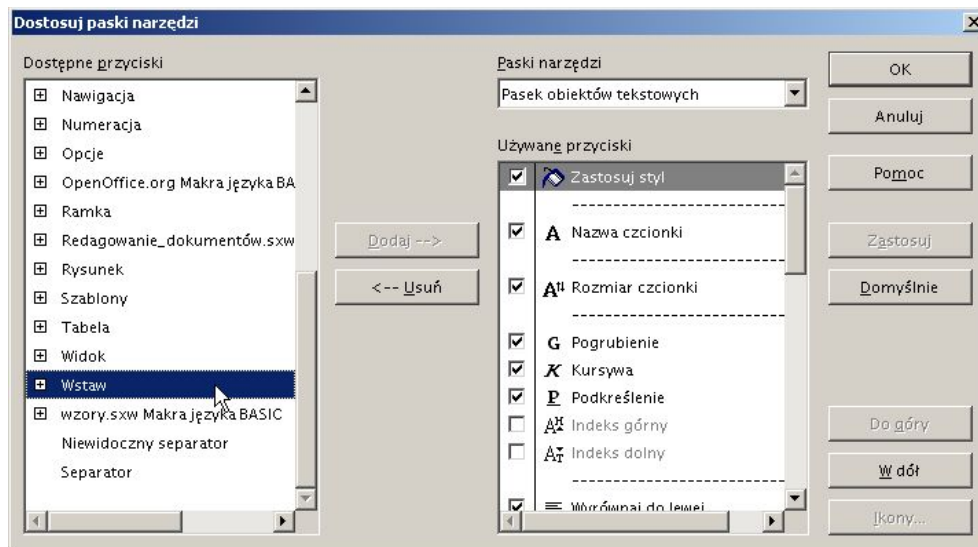 Dostosuj paski narzędzi
Dostępne przyciski
Nawigacja
Numeracja
Opcje
OpenOffice.org Makra języka BA
Ramka
Redagowanie_dokumentów.sxw
Rysunek
Szablony
Tabela
Widok
Wstaw
wzory.sxw Makra języka BASIC
Niewidoczny separator
Separator
Dodaj -->
<-- Usuń
Paski narzędzi
Pasek obiektów tekstowych
Używane przyciski
Zastosuj styl
Nazwa czcionki
Rozmiar czcionki
Pogrubienie
Kursywa
Podkreślenie
Indeks górny
Indeks dolny
Wyrównaj do lewej
OK
Anuluj
Pomoc
Zastosuj
Domyślnie
Do góry
W dół
Ikony...